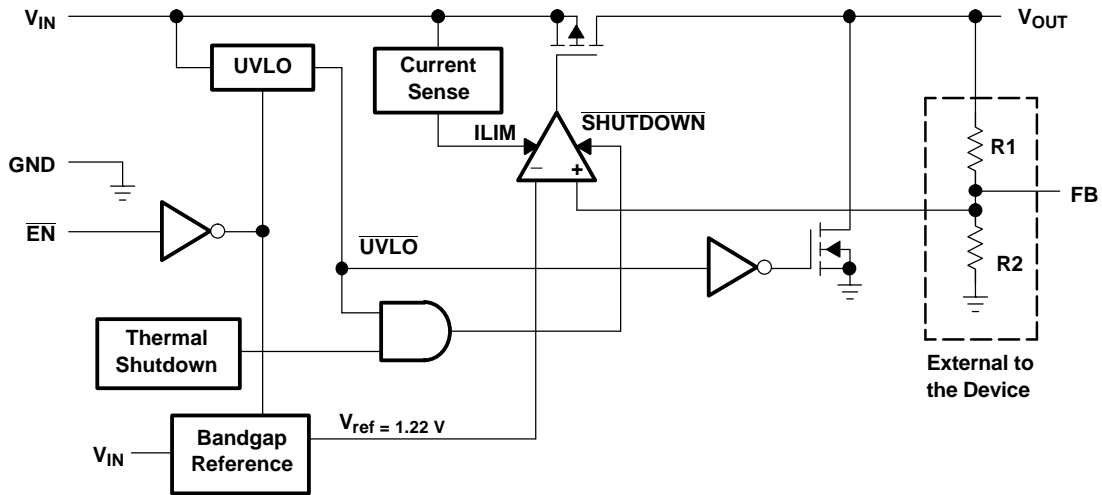 VIN
VOUT
UVLO
Current
Sense
SHUTDOWN
ILIM
R1
GND
− +
FB
EN
UVLO
R2
Thermal
Shutdown
External to
the Device
Vref = 1.22 V
Bandgap
Reference
VIN